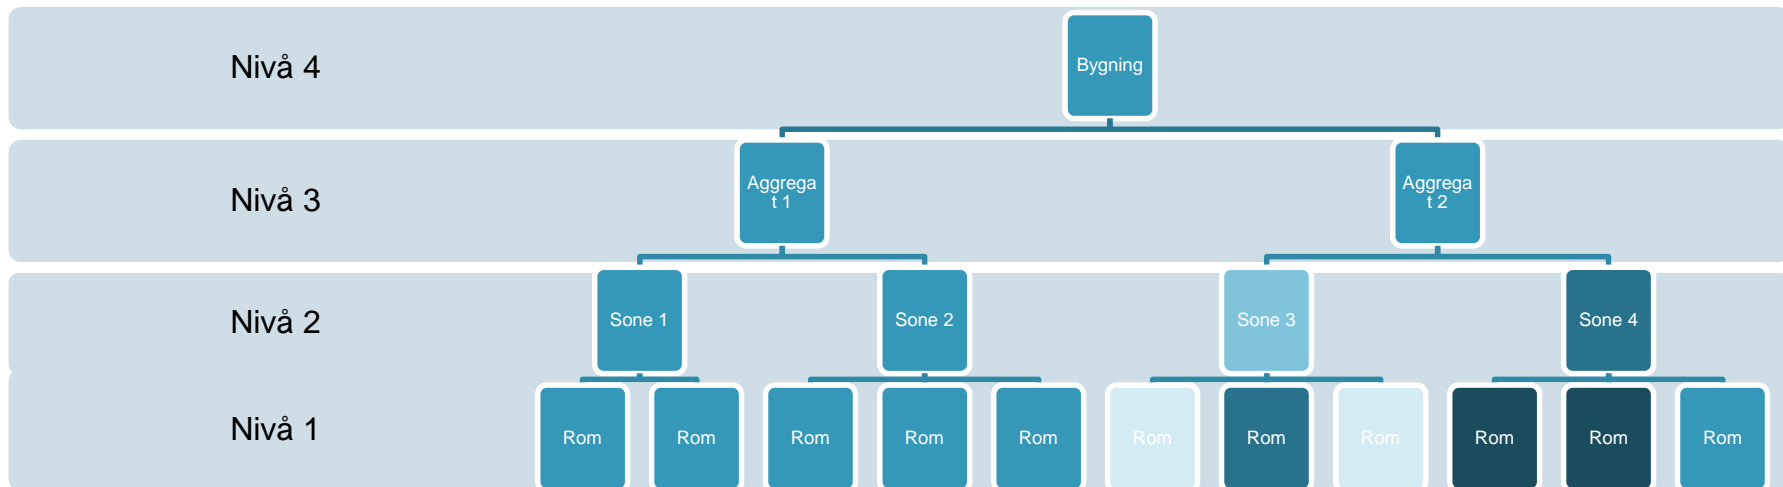 Nivå 4
Bygning
Nivå 3
Aggrega
t 1
Aggrega
t 2
Nivå 2
Sone 1
Sone 2
Sone 3
Sone 4
Nivå 1
Rom
Rom
Rom
Rom
Rom
Rom
Rom
Rom
Rom
Rom
Rom